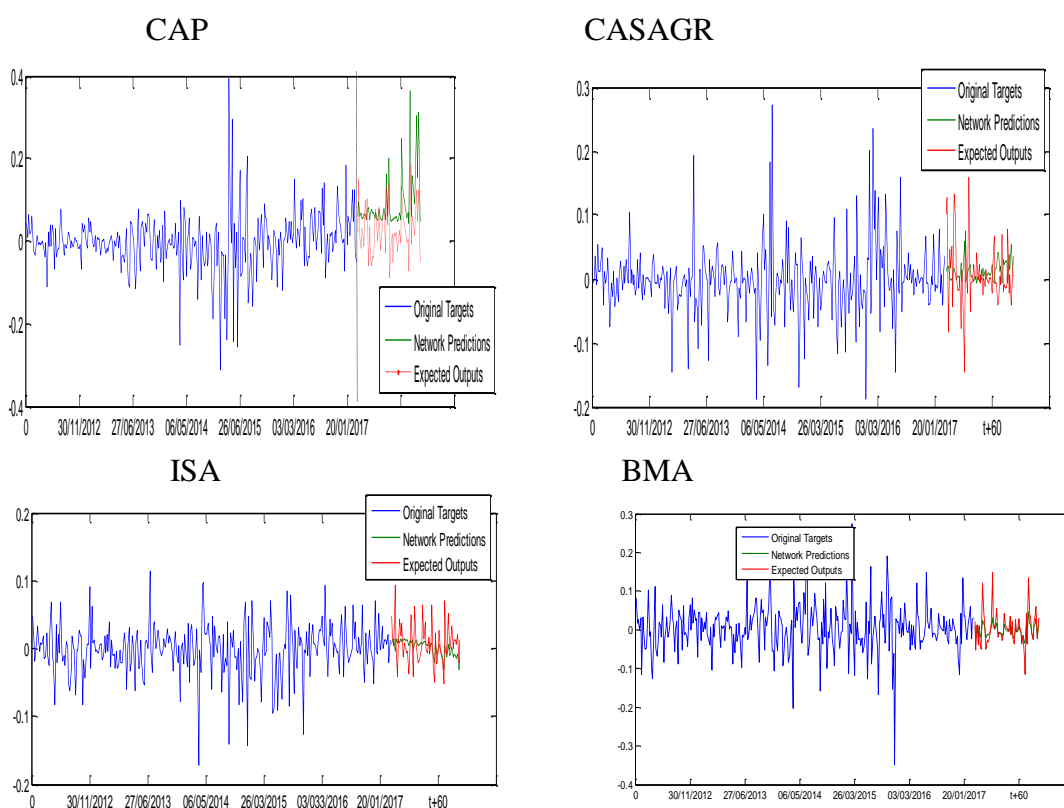 CAP
0.4
0.2
0
-0.2
-0.4
0
30/11/2012
27/06/2013
06/05/2014
26/06/2015
03/03/2016
20/01/2017
Original Targets
Network Predictions
Expected Outputs
CASAGR
0.3
0.2
0.1
0
-0.1
-0.2
0
30/11/2012
27/06/2013
06/05/2014
26/03/2015
03/03/2016
20/01/2017
t+60
Original Targets
Network Predictions
Expected Outputs
ISA
0.2
0.1
0
-0.1
-0.2
0
30/11/2012
27/06/2013
06/05/2014
26/03/2015
03/033/2016
20/01/2017
t+60
Original Targets
Network Predictions
Expected Outputs
BMA
0.3
0.2
0.1
0
-0.1
-0.2
-0.3
-0.4
0
30/11/2012
27/06/2013
06/05/2014
26/03/2015
03/03/2016
20/01/2017
t+60
Original Targets
Network Predictions
Expected Outputs